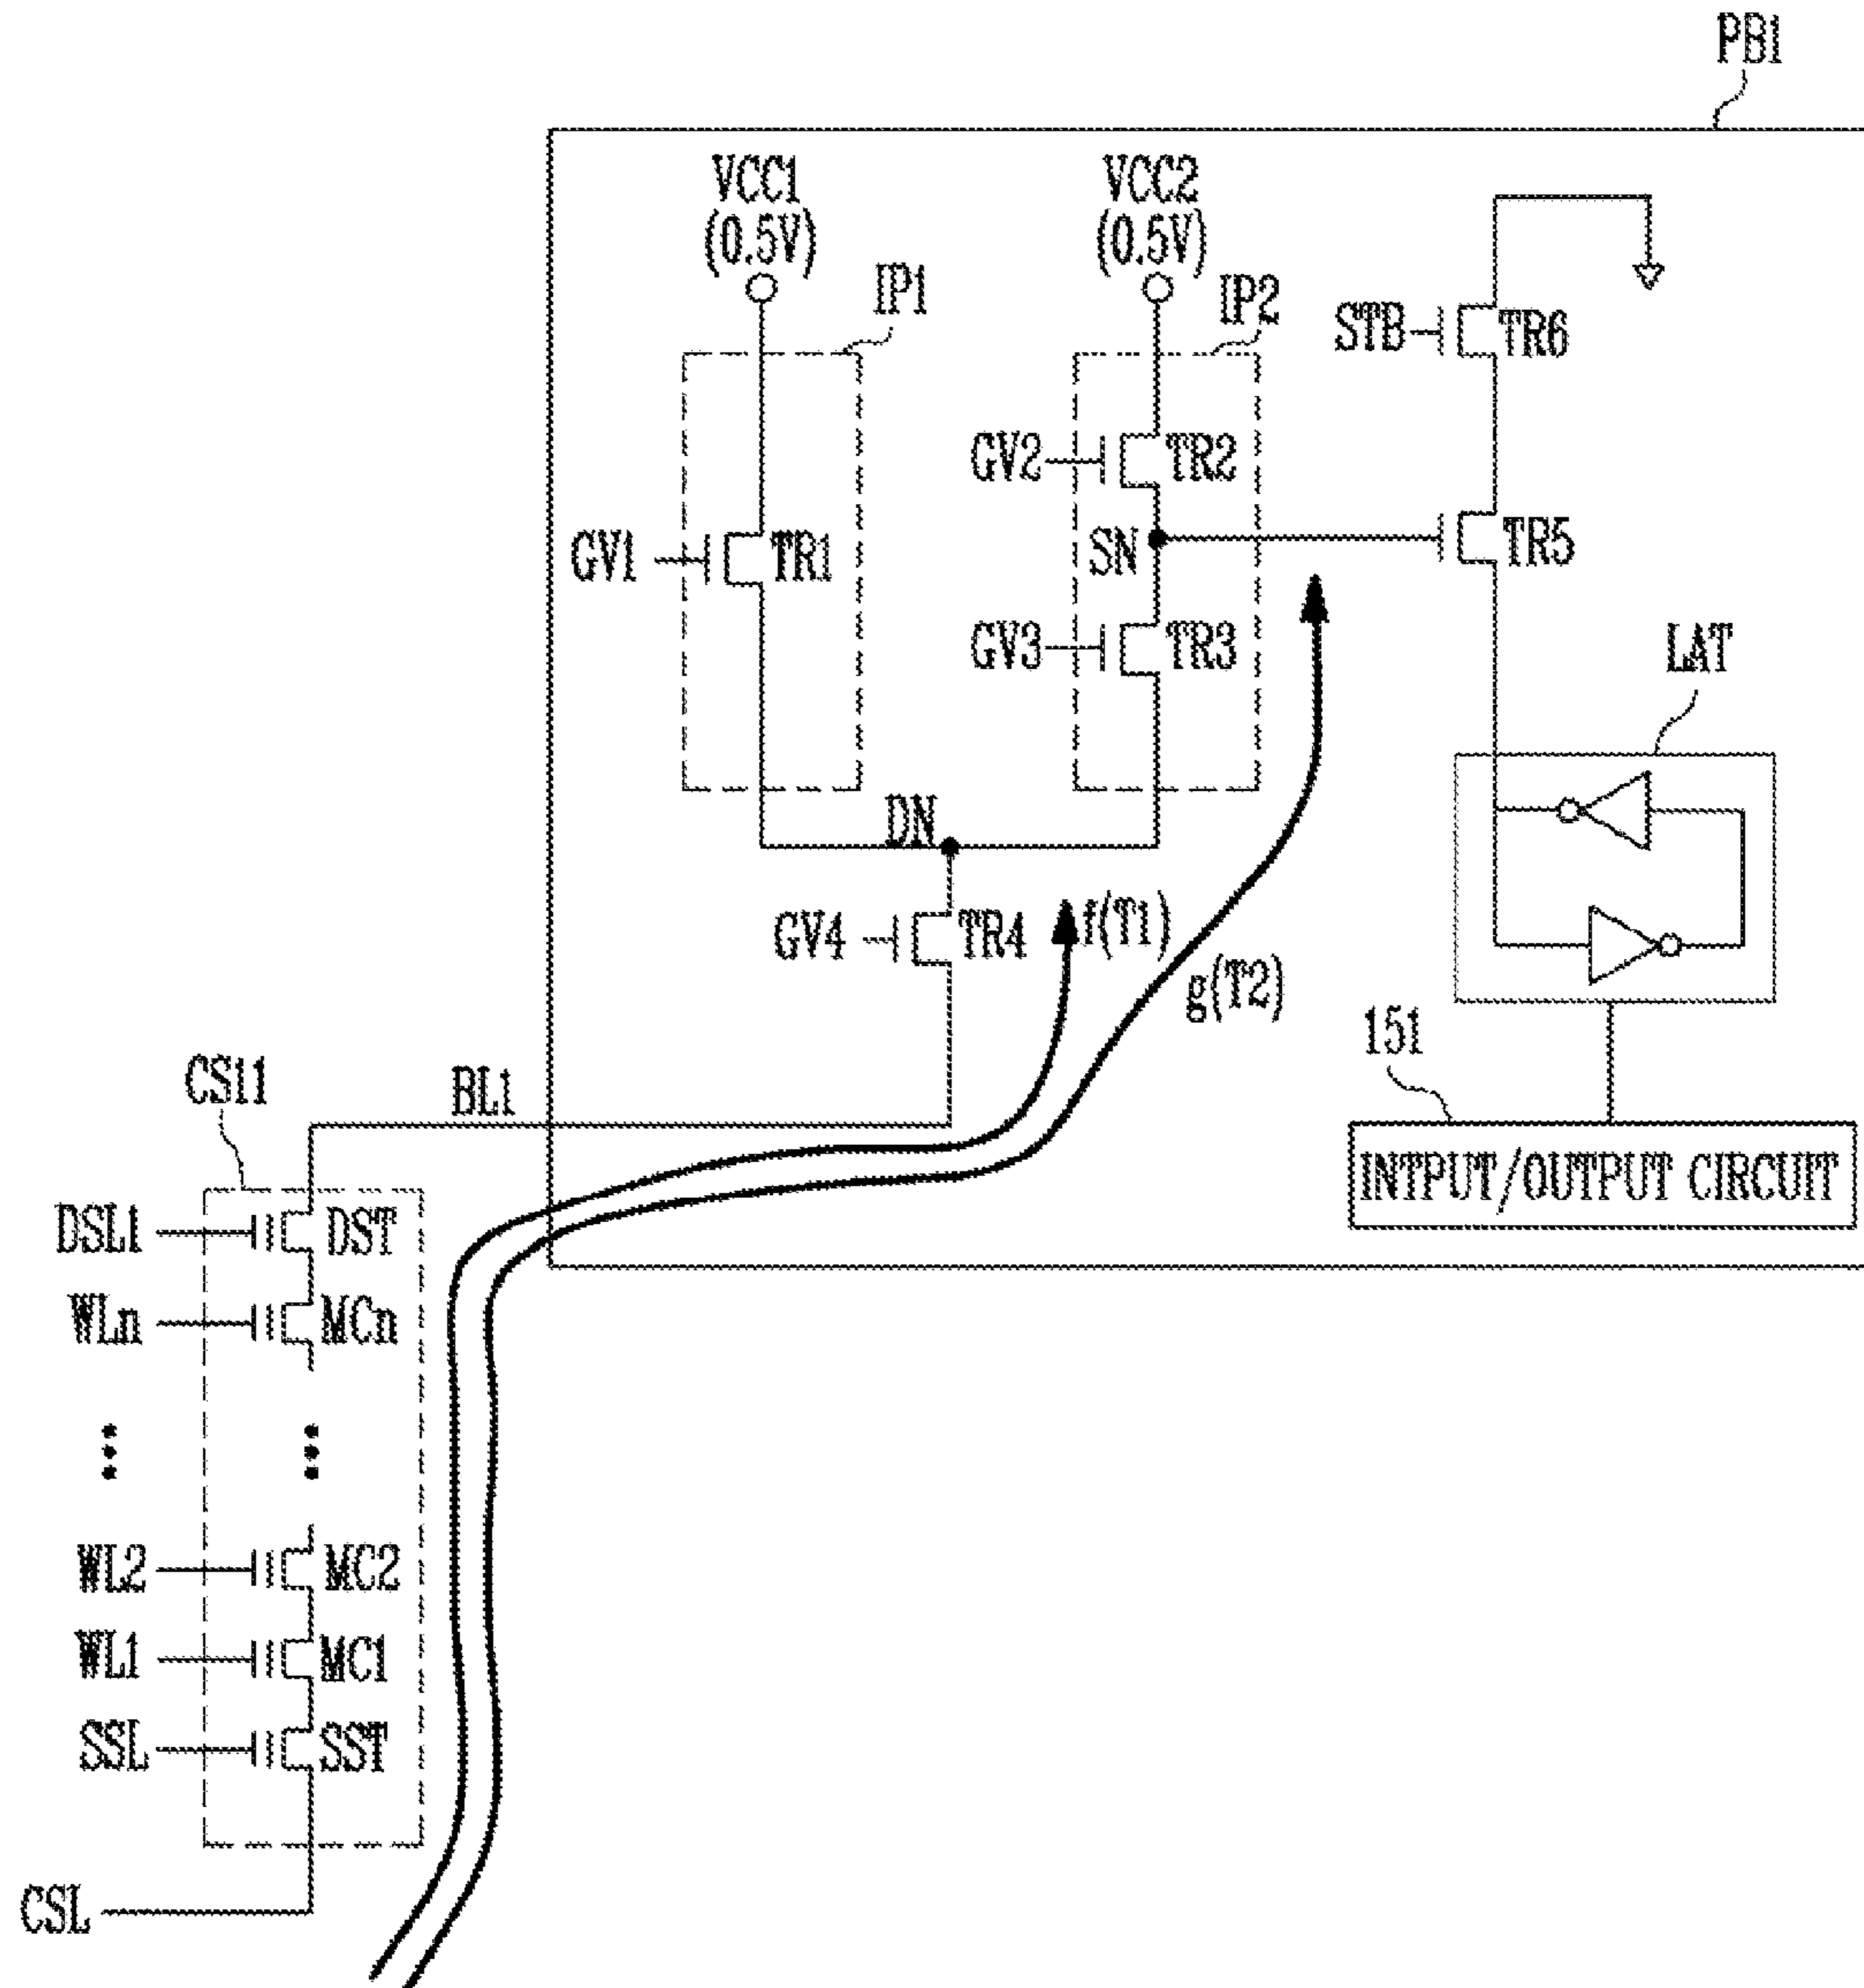 PB1
VCC1
(0.5V)
VCC2
(0.5V)
IP1
IP2
STB
TR6
GV2
TR2
GV1
TR1
SN
TR5
GV3
TR3
LAT
DN
GV4
TR4
f(T1)
g(T2)
151
CS11
BL1
INTPUT/OUTPUT CIRCUIT
DSL1
DST
WLn
MCn
WL2
MC2
WL1
MC1
SSL
SST
CSL